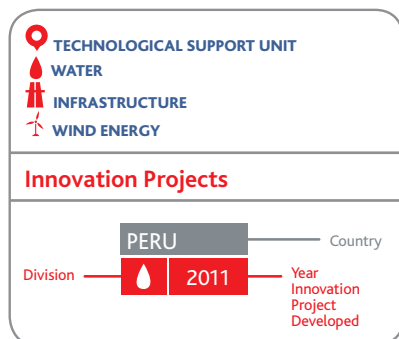 TECHNOLOGICAL SUPPORT UNIT
WATER
INFRASTRUCTURE
WIND ENERGY
Innovation Projects
PERU
Country
Division
2011
Year
Innovation
Project
Developed